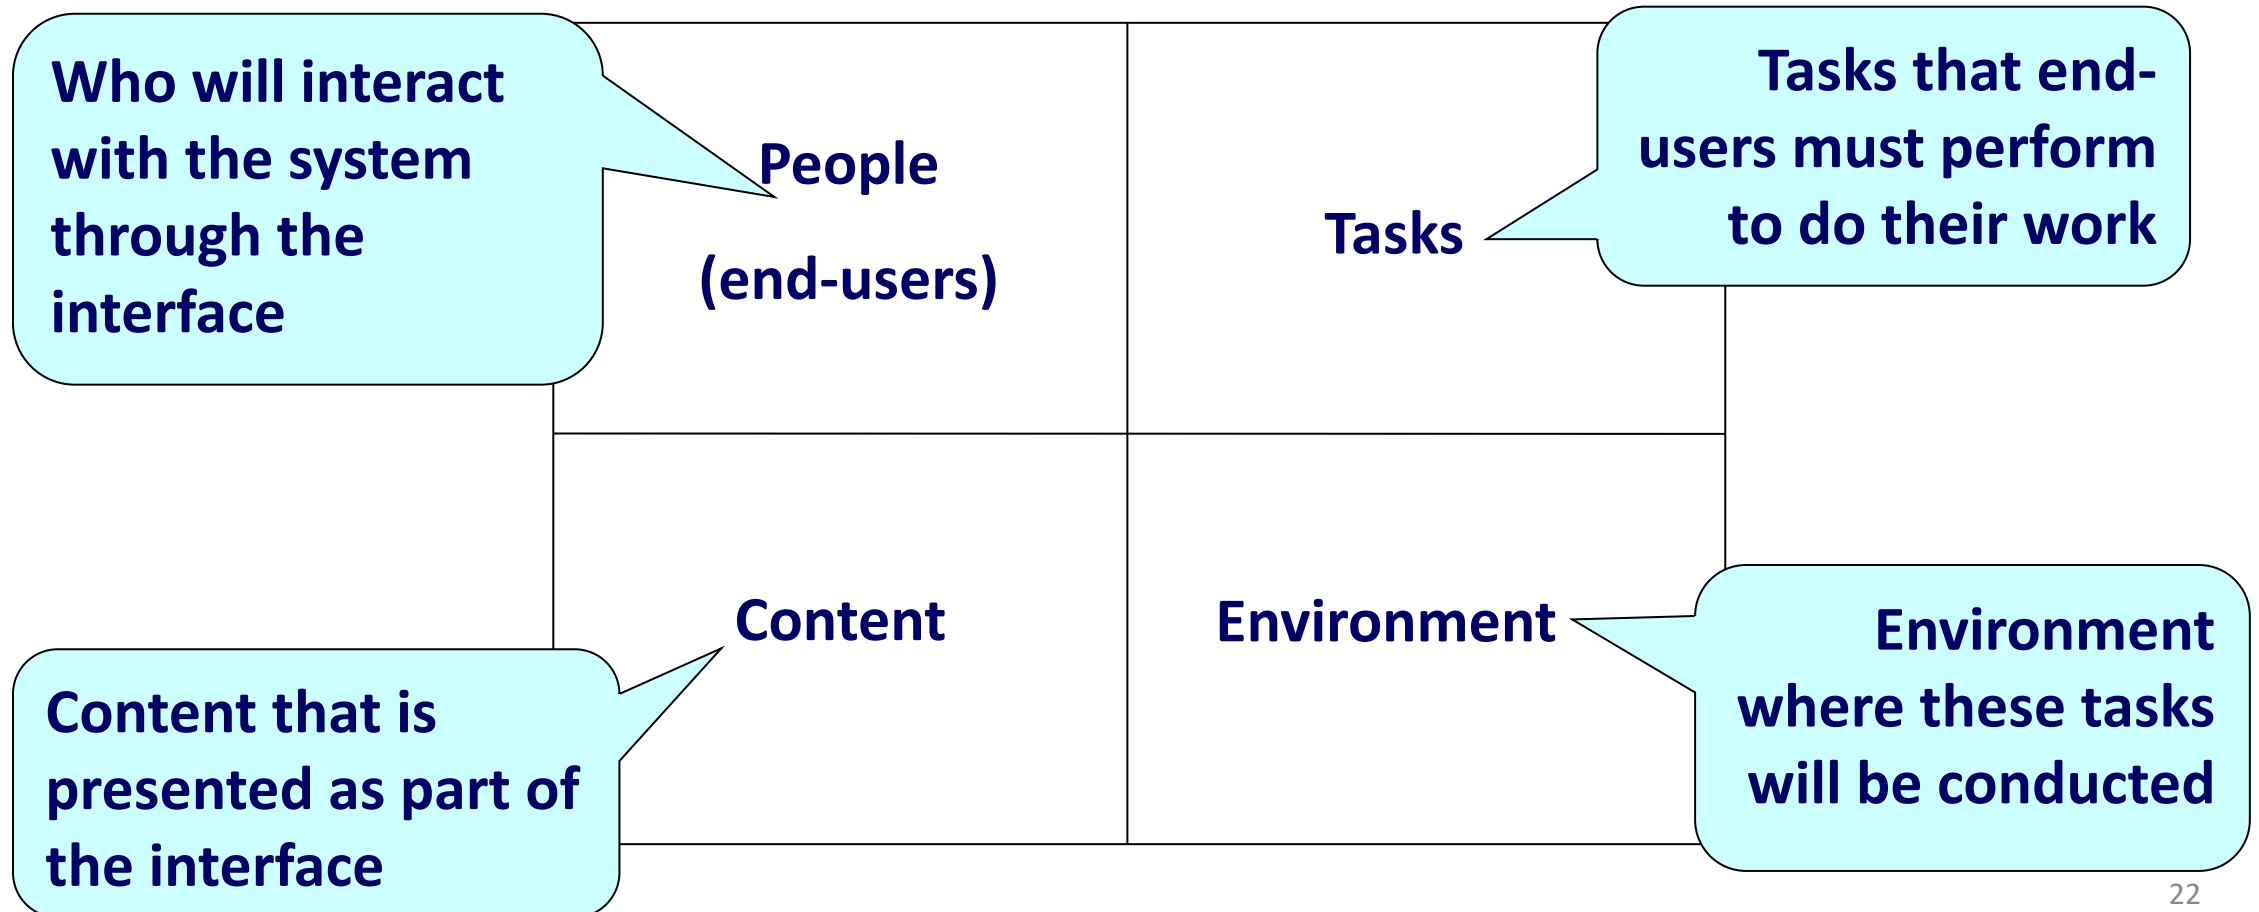 Who will interact
with the system
through the
interface
People
(end-users)
Tasks
Tasks that end-
users must perform
to do their work
Content
Content that is
presented as part of
the interface
Environment
Environment
where these tasks
will be conducted
22